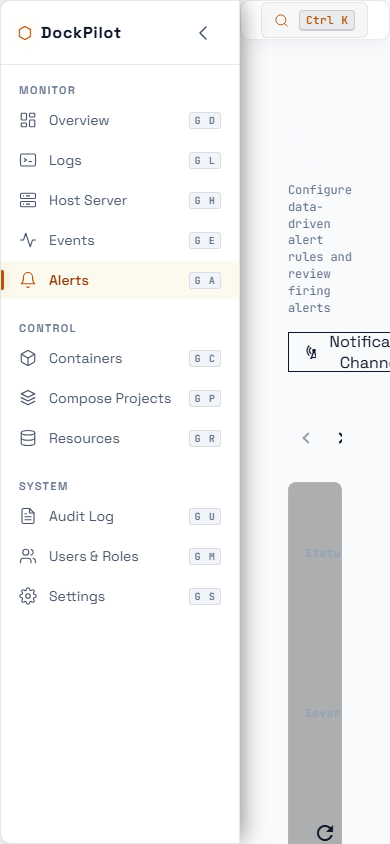 DockPilot
Ctrl K
MONITOR
Overview G D
Logs G L
Host Server G H
Events G E
Alerts G A
CONTROL
Containers G C
Compose Projects G P
Resources G R
SYSTEM
Audit Log G U
Users & Roles G M
Settings G S
Configure
data-
driven
alert
rules and
review
firing
alerts
Notifica
Chann
Statu
Sever